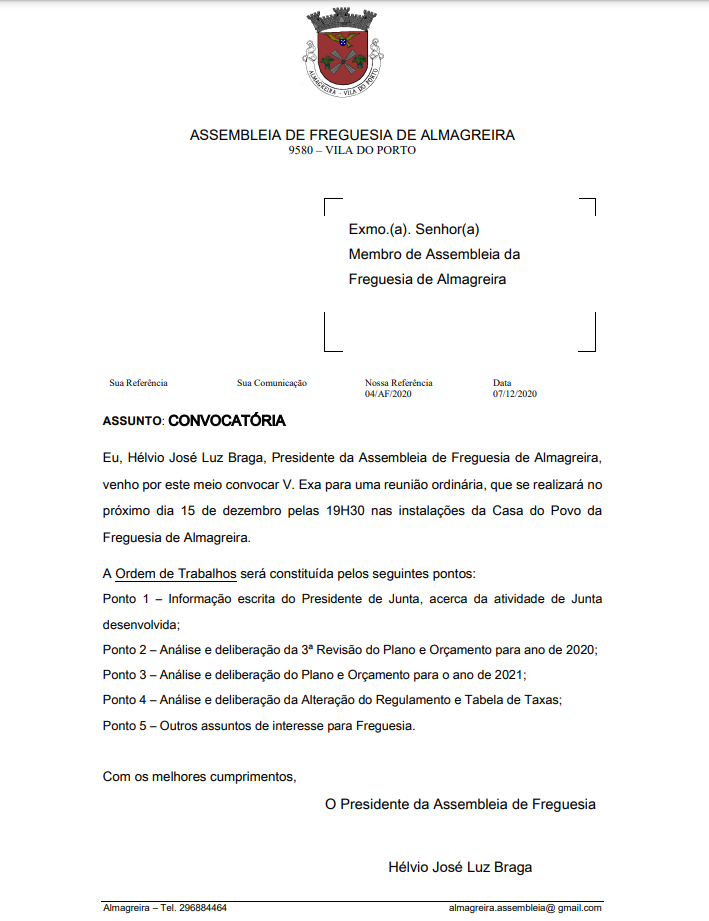 ALMAGREIRA - VILA DO PORTO
ASSEMBLEIA DE FREGUESIA DE ALMAGREIRA
9580 – VILA DO PORTO
Exmo.(a). Senhor(a)
Membro de Assembleia da
Freguesia de Almagreira
Sua Referência Sua Comunicação Nossa Referência Data
04/AF/2020 07/12/2020
ASSUNTO: CONVOCATÓRIA
Eu, Hélvio José Luz Braga, Presidente da Assembleia de Freguesia de Almagreira,
venho por este meio convocar V. Exa para uma reunião ordinária, que se realizará no
próximo dia 15 de dezembro pelas 19H30 nas instalações da Casa do Povo da
Freguesia de Almagreira.
A Ordem de Trabalhos será constituída pelos seguintes pontos:
Ponto 1 – Informação escrita do Presidente de Junta, acerca da atividade de Junta
desenvolvida;
Ponto 2 – Análise e deliberação da 3ª Revisão do Plano e Orçamento para ano de 2020;
Ponto 3 – Análise e deliberação do Plano e Orçamento para o ano de 2021;
Ponto 4 – Análise e deliberação da Alteração do Regulamento e Tabela de Taxas;
Ponto 5 – Outros assuntos de interesse para Freguesia.
Com os melhores cumprimentos,
O Presidente da Assembleia de Freguesia
Hélvio José Luz Braga
Almagreira – Tel. 296884464 almagreira.assembleia@ gmail.com